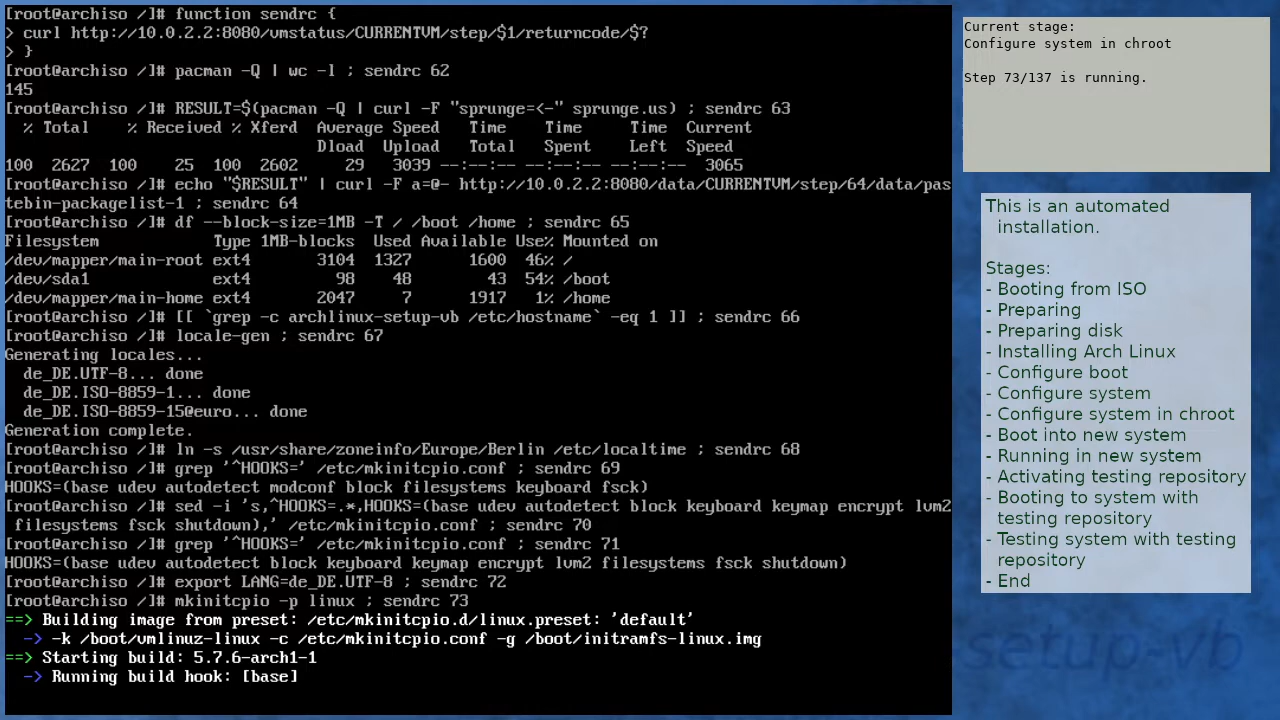 [root@archiso /]# function sendrc {
> curl http://10.0.2.2:8080/vmstatus/CURRENTVM/step/$1/returncode/$?
> }
[root@archiso /]# pacman -Q | wc -l ; sendrc 62
145
[root@archiso /]# RESULT=$(pacman -Q | curl -F "sprunge=<-" sprunge.us) ; sendrc 63
  % Total    % Received % Xferd  Average Speed   Time    Time     Time  Current
                                 Dload  Upload   Total   Spent    Left  Speed
100  2627  100    25  100  2602     29   3039 --:--:-- --:--:-- --:--:--  3065
[root@archiso /]# echo "$RESULT" | curl -F a=@- http://10.0.2.2:8080/data/CURRENTVM/step/64/data/pas
tebin-packagelist-1 ; sendrc 64
[root@archiso /]# df --block-size=1MB -T / /boot /home ; sendrc 65
Filesystem            Type 1MB-blocks  Used Available Use% Mounted on
/dev/mapper/main-root ext4       3104  1327      1600  46% /
/dev/sda1             ext4         98    48        43  54% /boot
/dev/mapper/main-home ext4       2047     7      1917   1% /home
[root@archiso /]# [[ `grep -c archlinux-setup-vb /etc/hostname` -eq 1 ]] ; sendrc 66
[root@archiso /]# locale-gen ; sendrc 67
Generating locales...
  de_DE.UTF-8... done
  de_DE.ISO-8859-1... done
  de_DE.ISO-8859-15@euro... done
Generation complete.
[root@archiso /]# ln -s /usr/share/zoneinfo/Europe/Berlin /etc/localtime ; sendrc 68
[root@archiso /]# grep '^HOOKS=' /etc/mkinitcpio.conf ; sendrc 69
HOOKS=(base udev autodetect modconf block filesystems keyboard fsck)
[root@archiso /]# sed -i 's,^HOOKS=.*,HOOKS=(base udev autodetect block keyboard keymap encrypt lvm2
 filesystems fsck shutdown),' /etc/mkinitcpio.conf ; sendrc 70
[root@archiso /]# grep '^HOOKS=' /etc/mkinitcpio.conf ; sendrc 71
HOOKS=(base udev autodetect block keyboard keymap encrypt lvm2 filesystems fsck shutdown)
[root@archiso /]# export LANG=de_DE.UTF-8 ; sendrc 72
[root@archiso /]# mkinitcpio -p linux ; sendrc 73
==> Building image from preset: /etc/mkinitcpio.d/linux.preset: 'default'
  -> -k /boot/vmlinuz-linux -c /etc/mkinitcpio.conf -g /boot/initramfs-linux.img
==> Starting build: 5.7.6-arch1-1
  -> Running build hook: [base]
Current stage:
Configure system in chroot
Step 73/137 is running.
This is an automated
installation.
Stages:
- Booting from ISO
- Preparing
- Preparing disk
- Installing Arch Linux
- Configure boot
- Configure system
- Configure system in chroot
- Boot into new system
- Running in new system
- Activating testing repository
- Booting to system with
testing repository
- Testing system with testing
repository
- End
setup-vb